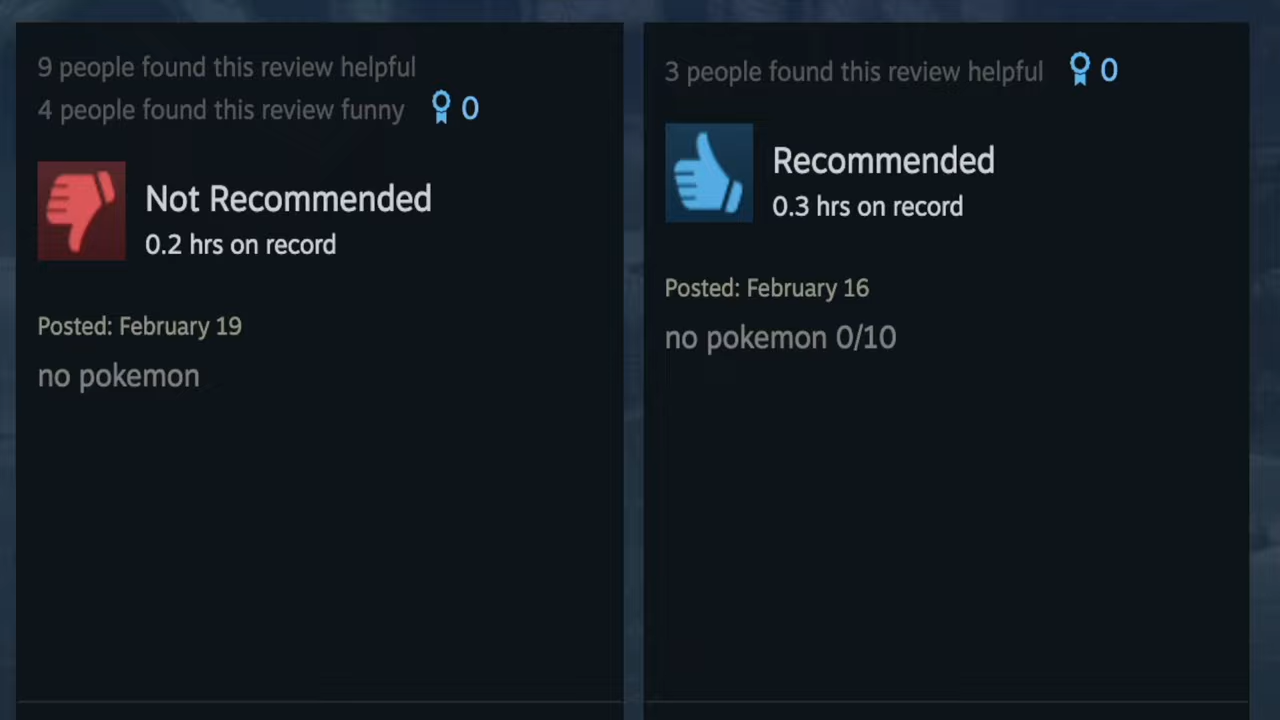 9 people found this review helpful
4 people found this review funny 0
Not Recommended
0.2 hrs on record
Posted: February 19
no pokemon
3 people found this review helpful 0
Recommended
0.3 hrs on record
Posted: February 16
no pokemon 0/10